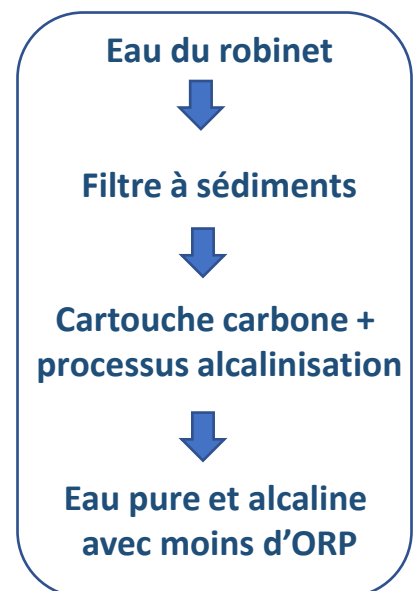 Eau du robinet
Filtre à sédiments
Cartouche carbone +
processus alcalinisation
Eau pure et alcaline
avec moins d’ORP